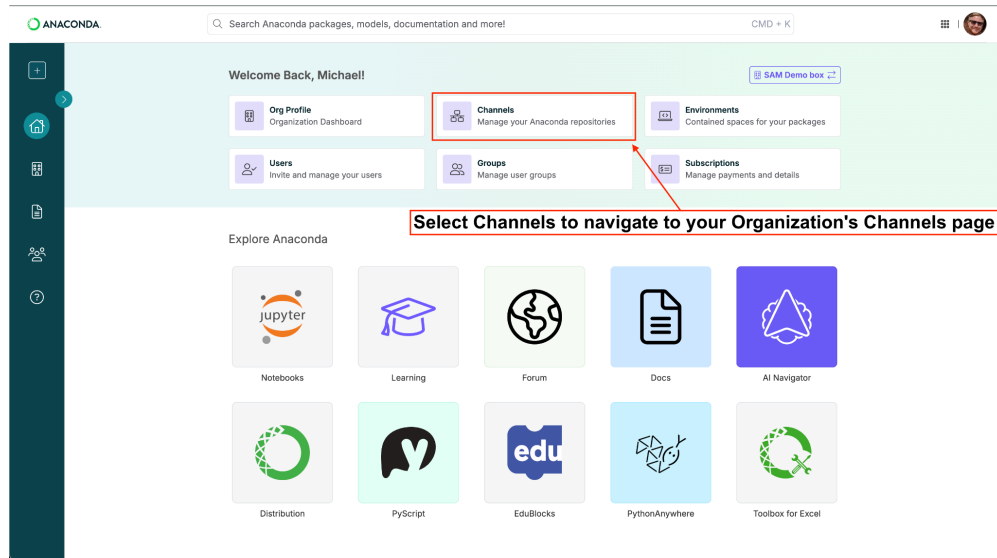 ANACONDA.
Search Anaconda packages, models, documentation and more!
CMD + K
Welcome Back, Michael!
SAM Demo box
Org Profile
Organization Dashboard
Channels
Manage your Anaconda repositories
Environments
Contained spaces for your packages
Users
Invite and manage your users
Groups
Manage user groups
Subscriptions
Manage payments and details
Select Channels to navigate to your Organization's Channels page
Explore Anaconda
jupyter
Notebooks
Learning
Forum
Docs
AI Navigator
edu
Distribution
PyScript
EduBlocks
PythonAnywhere
Toolbox for Excel